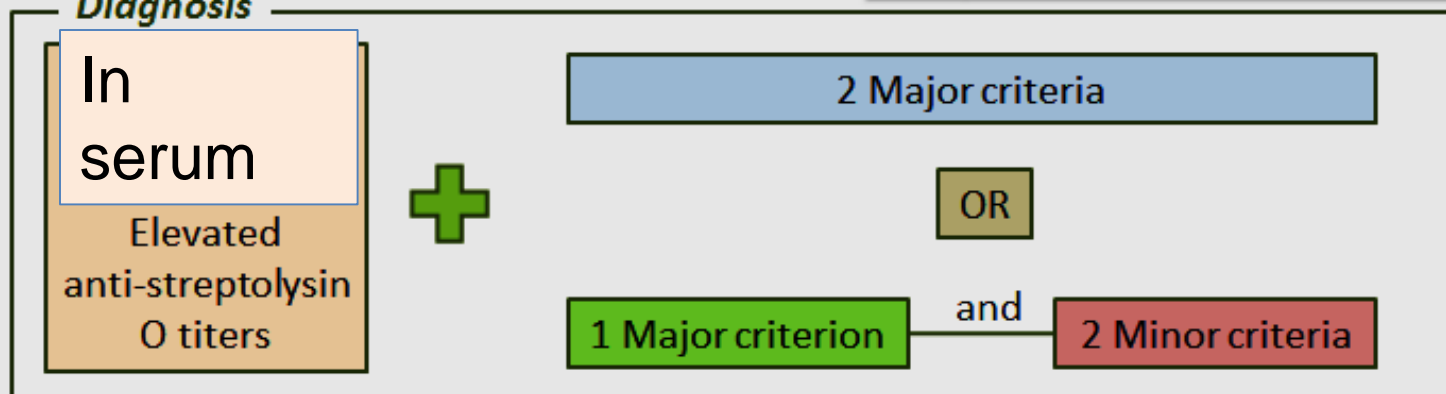 Diagnosis
In
serum
Elevated
anti-streptolysin
O titers
2 Major criteria
OR
1 Major criterion
and
2 Minor criteria